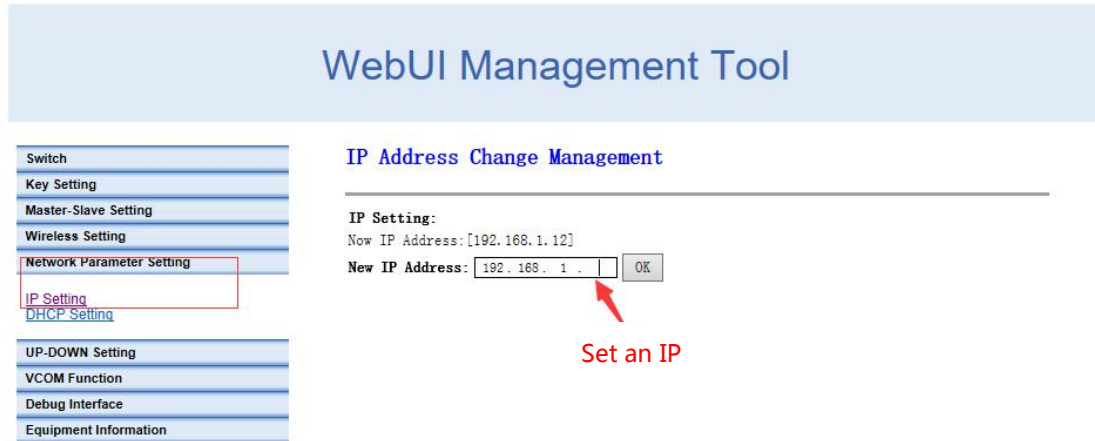 WebUI Management Tool
Switch
Key Setting
Master-Slave Setting
Wireless Setting
Network Parameter Setting
IP Setting
DHCP Setting
UP-DOWN Setting
VCOM Function
Debug Interface
Equipment Information
IP Address Change Management
IP Setting:
Now IP Address:[192.168.1.12]
New IP Address: 192.168. 1 . OK
Set an IP